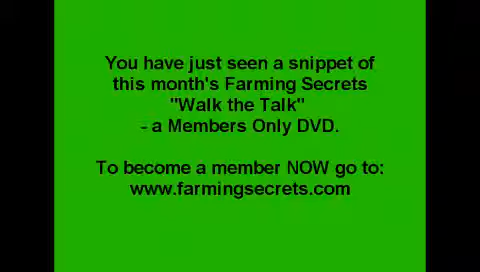 You have just seen a snippet of
this month's Farming Secrets
"Walk the Talk"
- a Members Only DVD.
To become a member NOW go to:
www.farmingsecrets.com